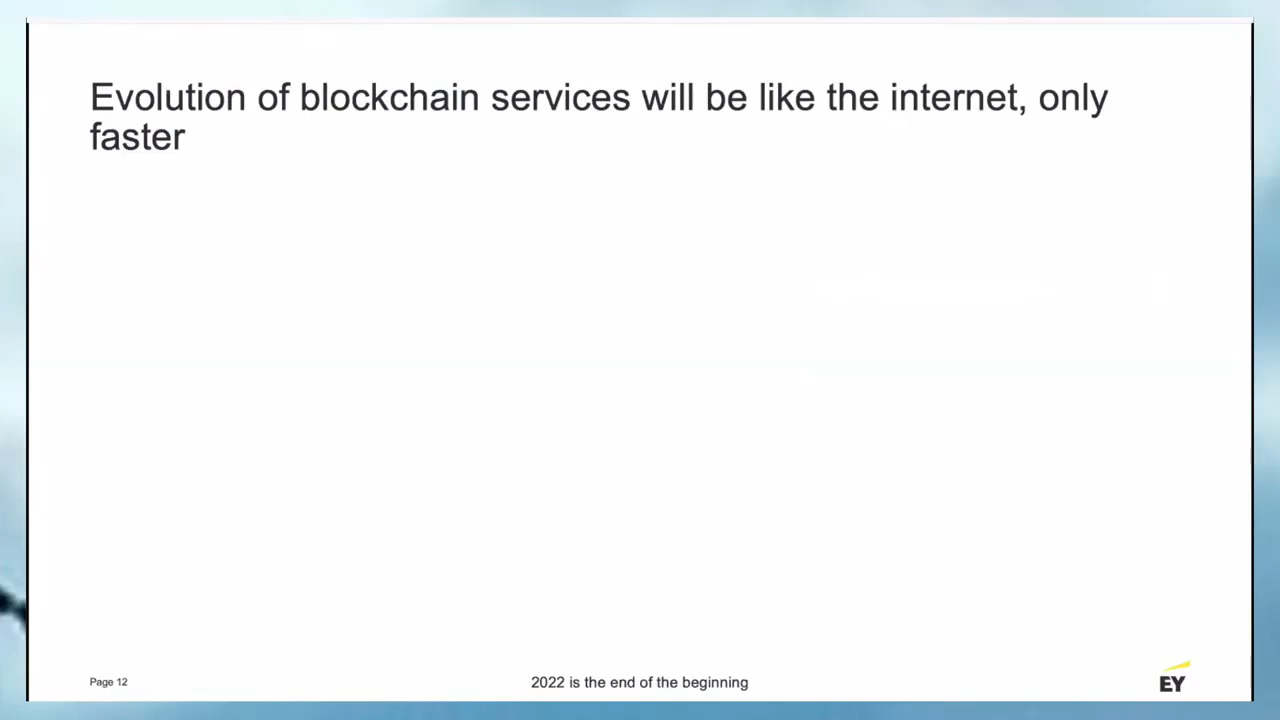 Evolution of blockchain services will be like the internet, only
faster
Page 12
2022 is the end of the beginning
EY